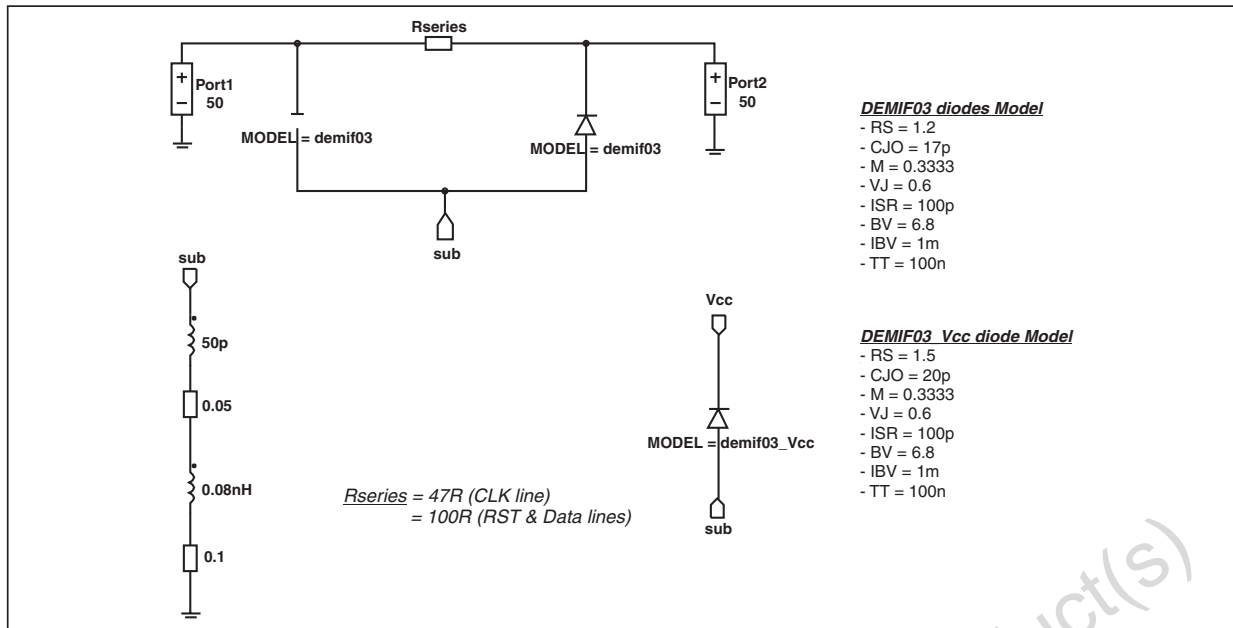 Rseries
Port1
50
Port2
50
MODEL = demif03
MODEL = demif03
sub
DEMIF03 diodes Model
- RS = 1.2
- CJO = 17p
- M = 0.3333
- VJ = 0.6
- ISR = 100p
- BV = 6.8
- IBV = 1m
- TT = 100n
sub
50p
0.05
0.08nH
0.1
Rseries = 47R (CLK line)
= 100R (RST & Data lines)
Vcc
MODEL = demif03_Vcc
sub
DEMIF03_Vcc diode Model
- RS = 1.5
- CJO = 20p
- M = 0.3333
- VJ = 0.6
- ISR = 100p
- BV = 6.8
- IBV = 1m
- TT = 100n
uct(s)